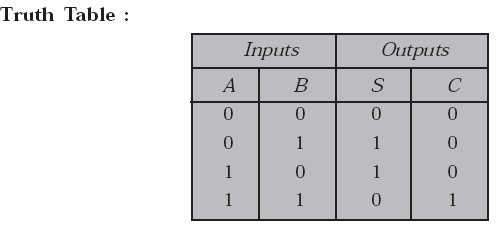 Truth Table :
Inputs Outputs
A B S C
0 0 0 0
0 1 1 0
1 0 1 0
1 1 0 1